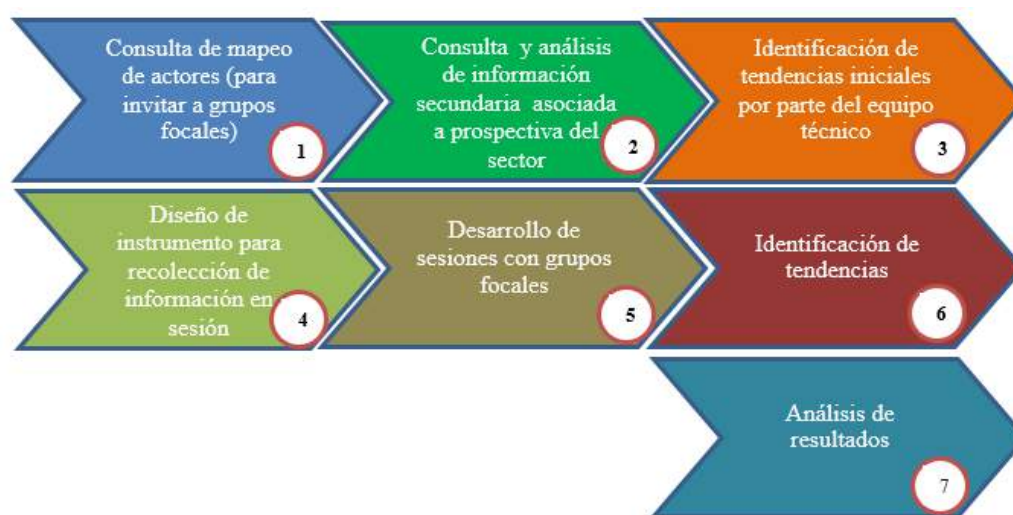 Consulta de mapeo
de actores (para
invitar a grupos
focales)
1
Consulta y análisis
de información
secundaria asociada
a prospectiva del
sector
2
Identificación de
tendencias iniciales
por parte del equipo
técnico
3
Diseño de
instrumento para
recolección de
información en
sesión
4
Desarrollo de
sesiones con grupos
focales
5
Identificación de
tendencias
6
Análisis de
resultados
7